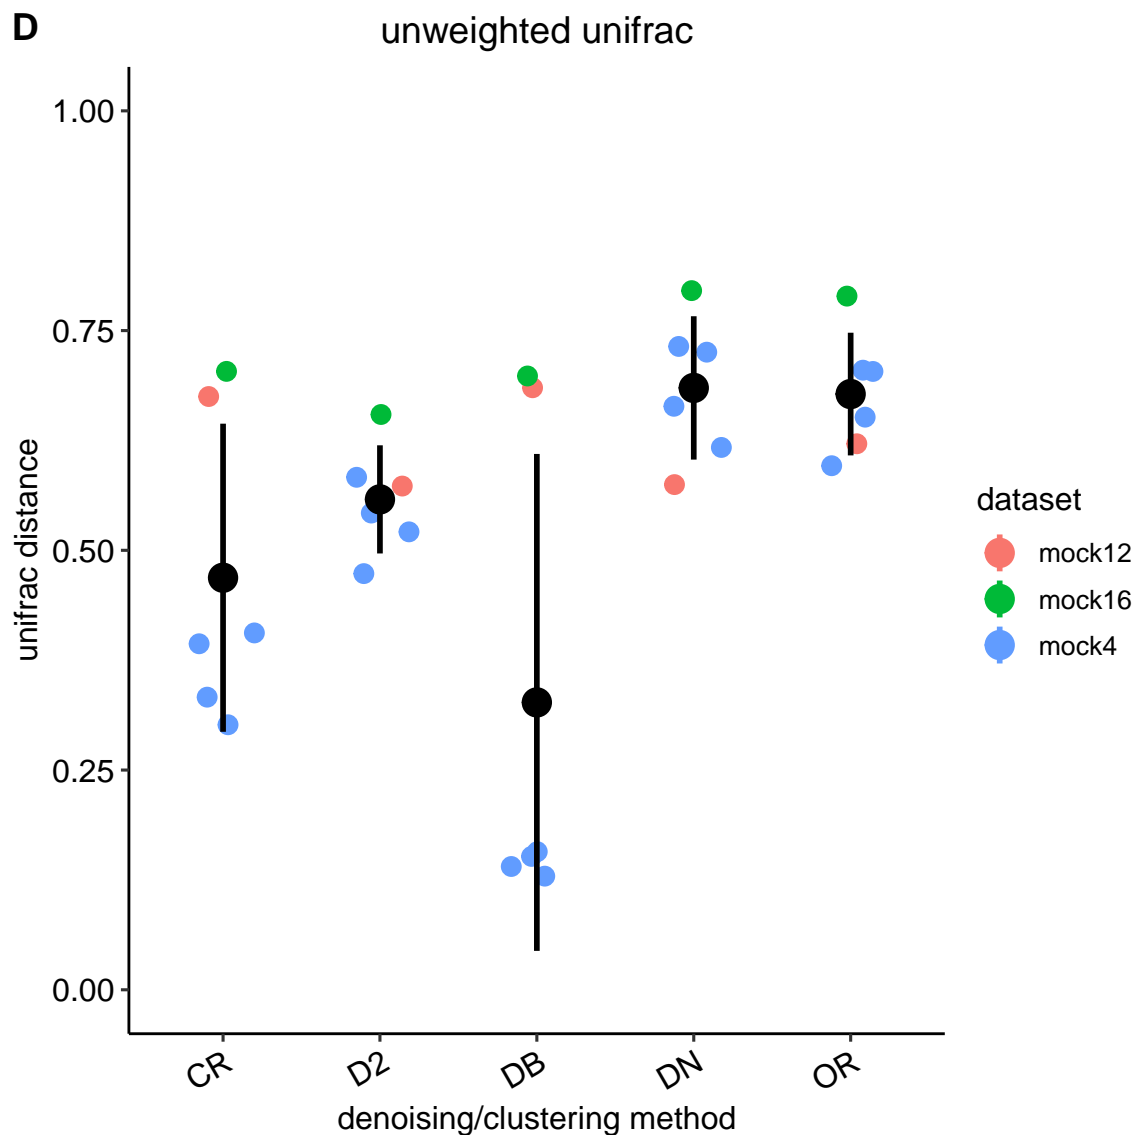 D
unweighted unifrac
1.00
0.75
0.50
0.25
0.00
unifrac distance
CR
D2
DB
DN
OR
denoising/clustering method
dataset
mock12
mock16
mock4